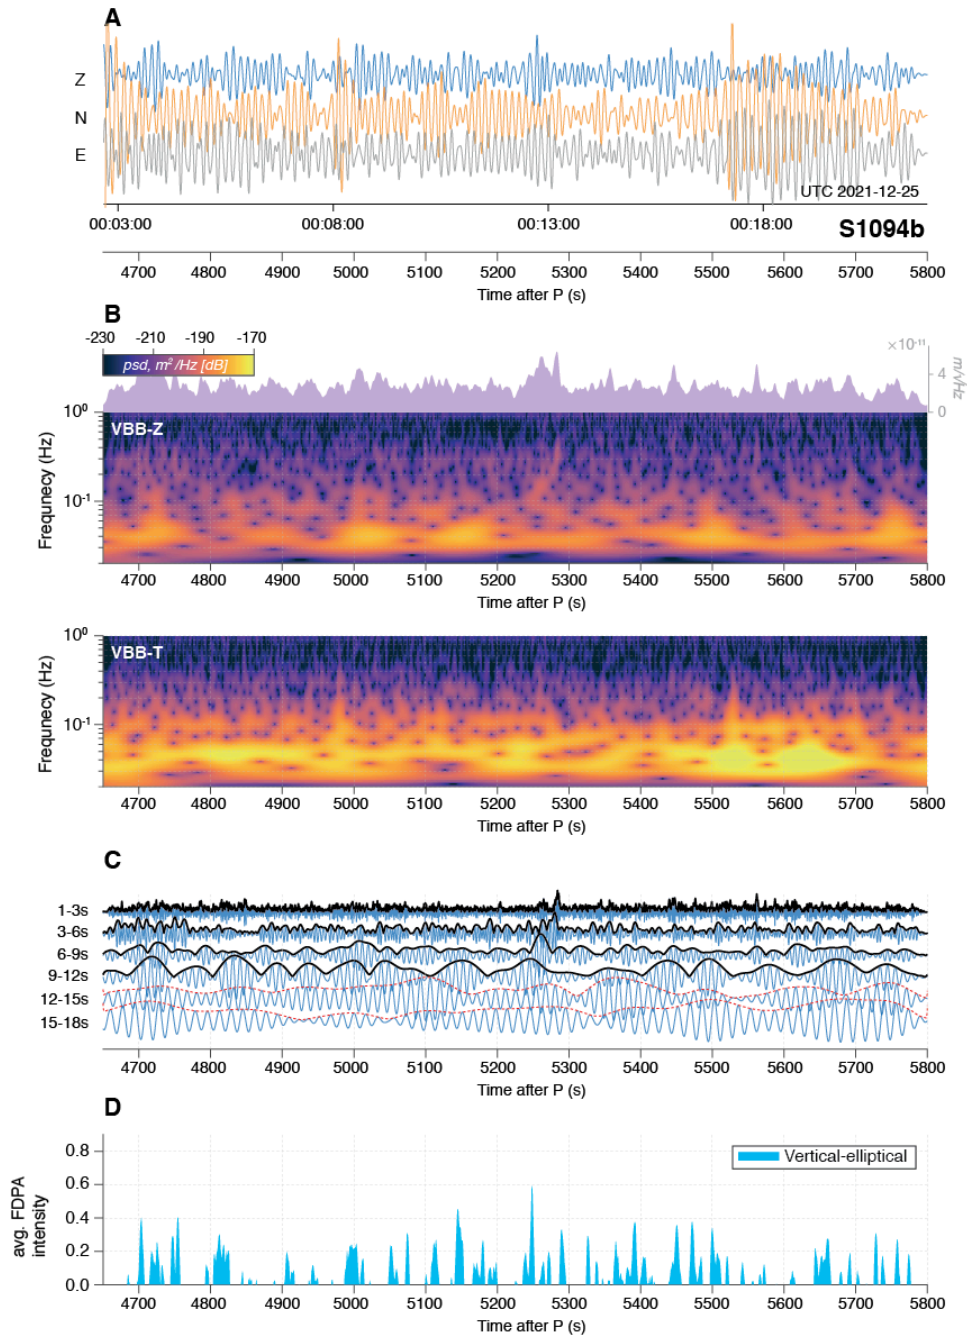 A
Z
N
E
UTC 2021-12-25
00:03:00 00:08:00 00:13:00 00:18:00
S1094b
4700 4800 4900 5000 5100 5200 5300 5400 5500 5600 5700 5800
Time after P (s)
B
-230 -210 -190 -170
psd, m²/Hz [dB]
×10⁻¹¹
4
0
m/√Hz
VBB-Z
10⁰
10⁻¹
Frequnecy (Hz)
4700 4800 4900 5000 5100 5200 5300 5400 5500 5600 5700 5800
Time after P (s)
VBB-T
10⁰
10⁻¹
Frequnecy (Hz)
4700 4800 4900 5000 5100 5200 5300 5400 5500 5600 5700 5800
Time after P (s)
C
1-3s
3-6s
6-9s
9-12s
12-15s
15-18s
4700 4800 4900 5000 5100 5200 5300 5400 5500 5600 5700 5800
Time after P (s)
D
Vertical-elliptical
0.8
0.6
0.4
0.2
0.0
avg. FDPA
intensity
4700 4800 4900 5000 5100 5200 5300 5400 5500 5600 5700 5800
Time after P (s)